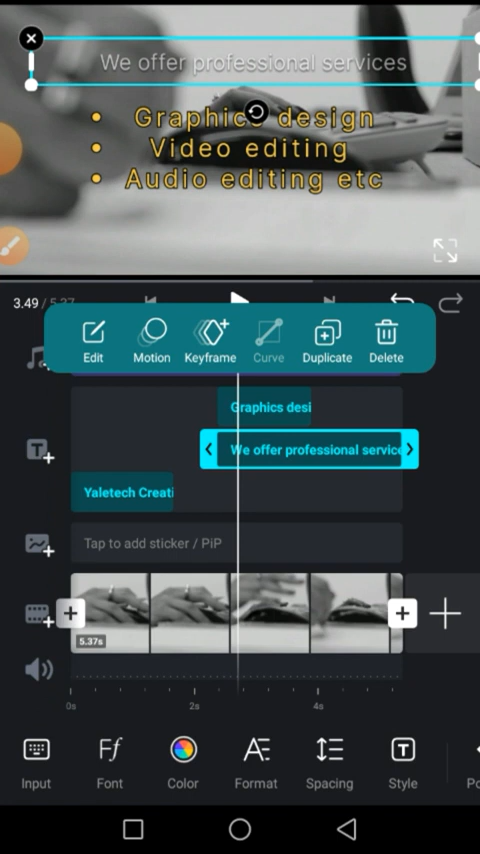 We offer professional services
• Graphics design
• Video editing
• Audio editing etc
3.49 / 5.37
Edit Motion Keyframe Curve Duplicate Delete
Graphics desi
We offer professional service
Yaletech Creati
Tap to add sticker / PiP
5.37s
0s 2s 4s
Input Font Color Format Spacing Style Po